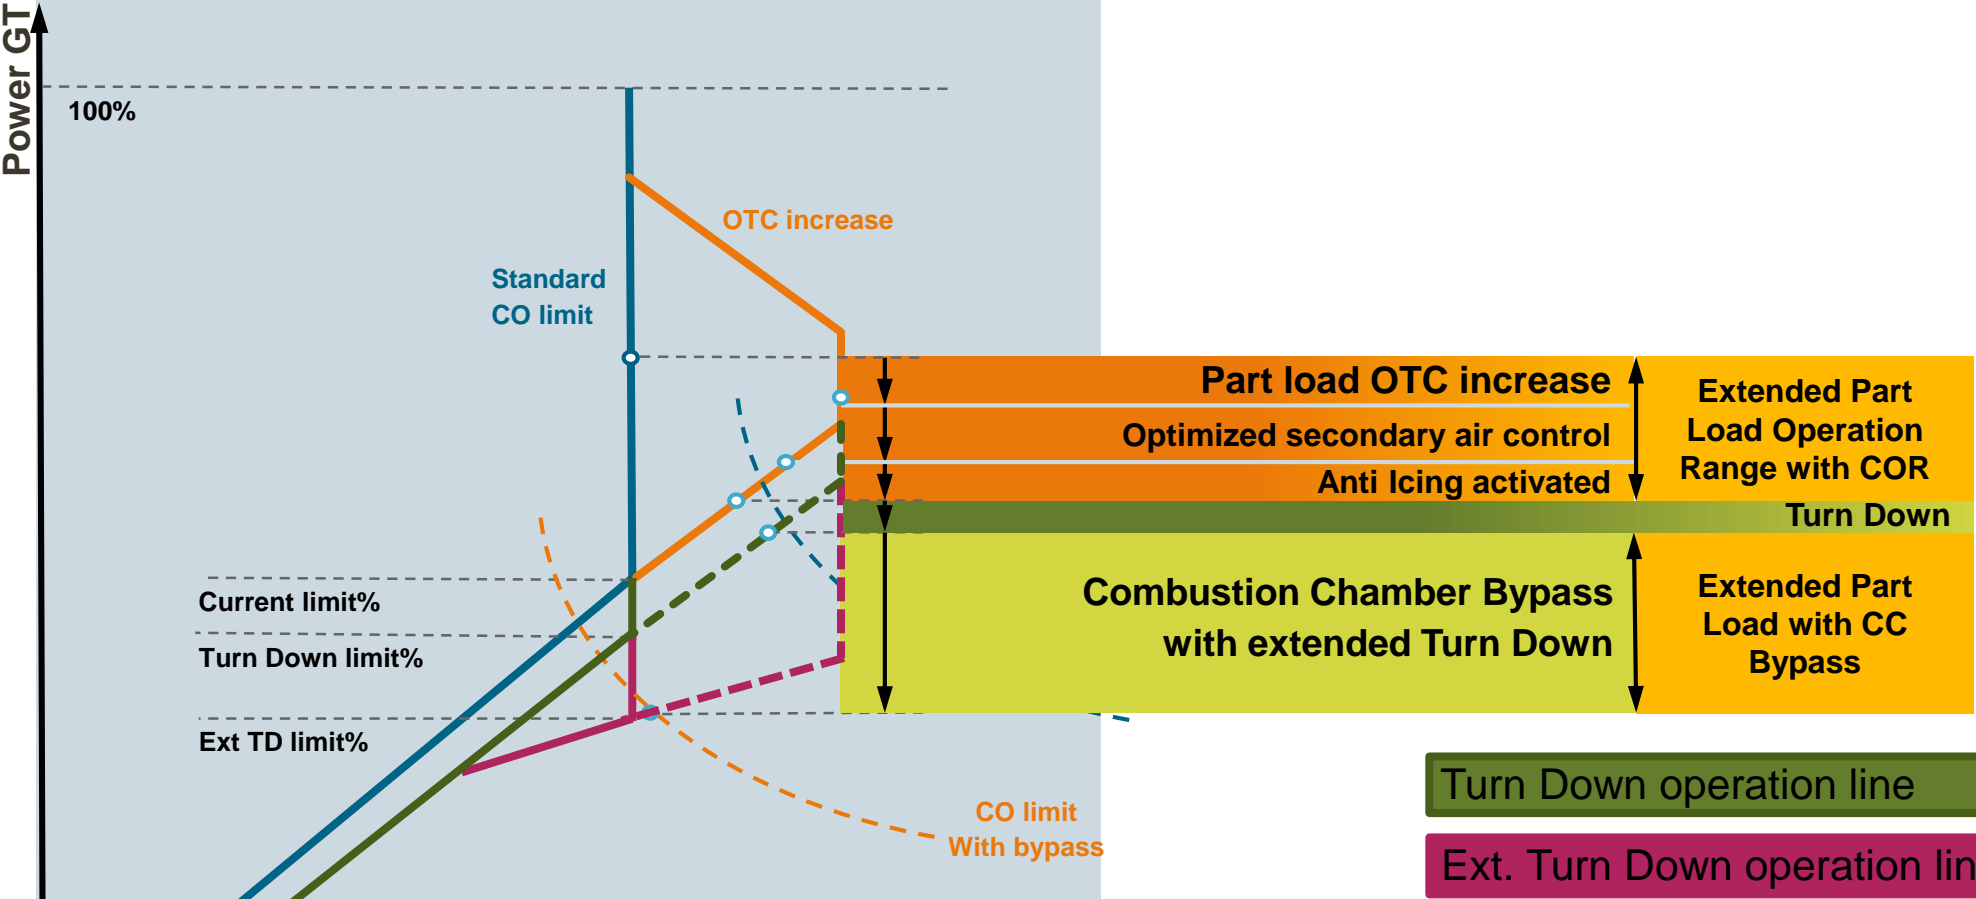 Power GT
100%
OTC increase
Standard
CO limit
Part load OTC increase
Optimized secondary air control
Anti Icing activated
Extended Part
Load Operation
Range with COR
Turn Down
Current limit%
Turn Down limit%
Ext TD limit%
Combustion Chamber Bypass
with extended Turn Down
Extended Part
Load with CC
Bypass
CO limit
With bypass
Turn Down operation line
Ext. Turn Down operation lin